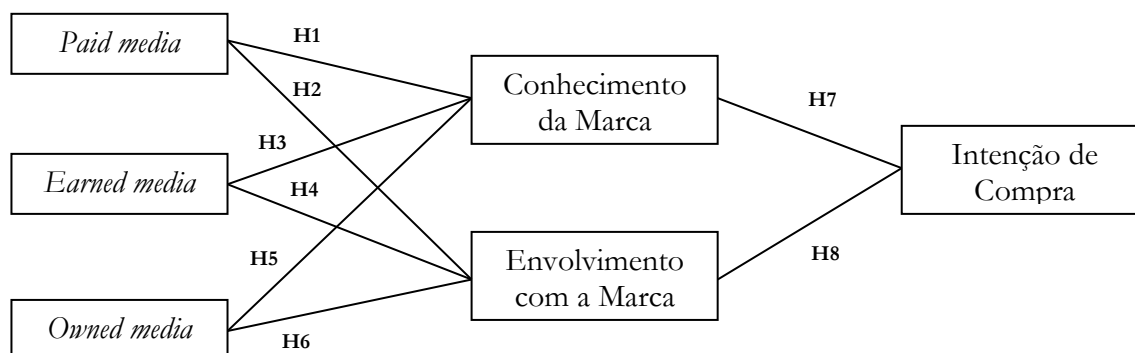 Paid media
H1
H2
Conhecimento
da Marca
H7
H3
Earned media
H4
Intenção de
Compra
H5
Envolvimento
com a Marca
H8
Owned media
H6